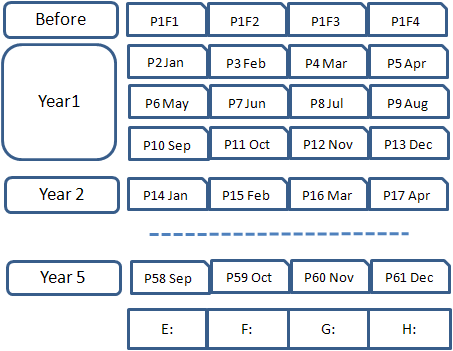 Before P1F1 P1F2 P1F3 P1F4
P2 Jan P3 Feb P4 Mar P5 Apr
Year1 P6 May P7 Jun P8 Jul P9 Aug
P10 Sep P11 Oct P12 Nov P13 Dec
Year 2 P14 Jan P15 Feb P16 Mar P17 Apr
Year 5 P58 Sep P59 Oct P60 Nov P61 Dec
E: F: G: H: